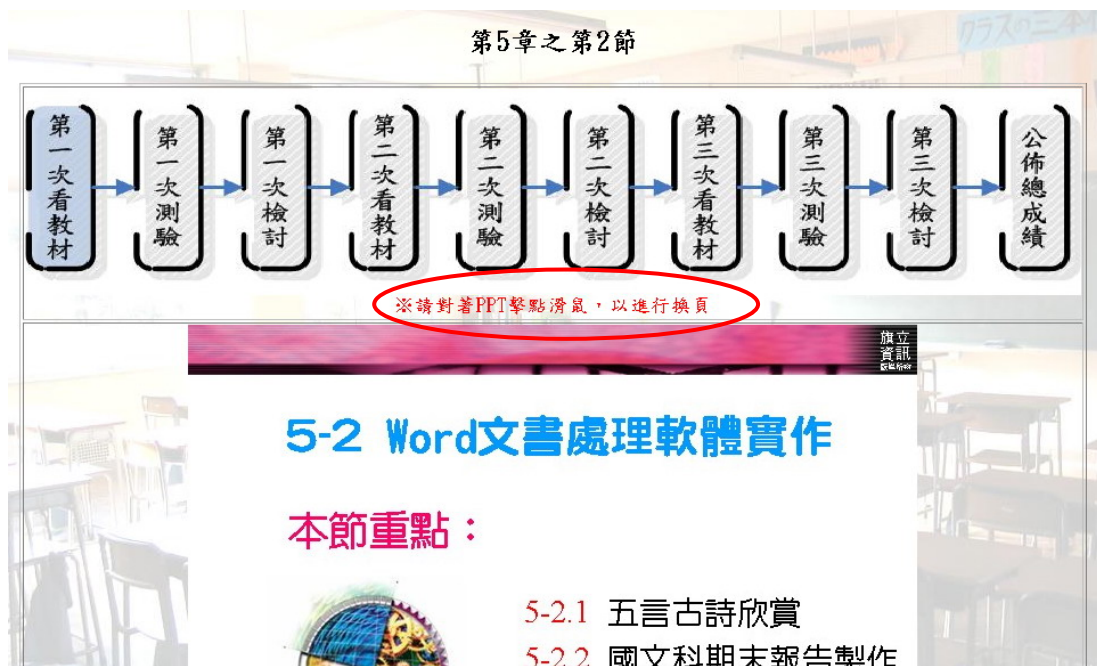 第5章之第2節
第一次看教材
第一次測驗
第一次檢討
第二次看教材
第二次測驗
第二次檢討
第三次看教材
第三次測驗
第三次檢討
公佈總成績
※請對著PPT擊點滑鼠，以進行換頁
旗立
資訊
5-2 Word文書處理軟體實作
本節重點：
5-2.1 五言古詩欣賞
5-2.2 國文科期末報告製作